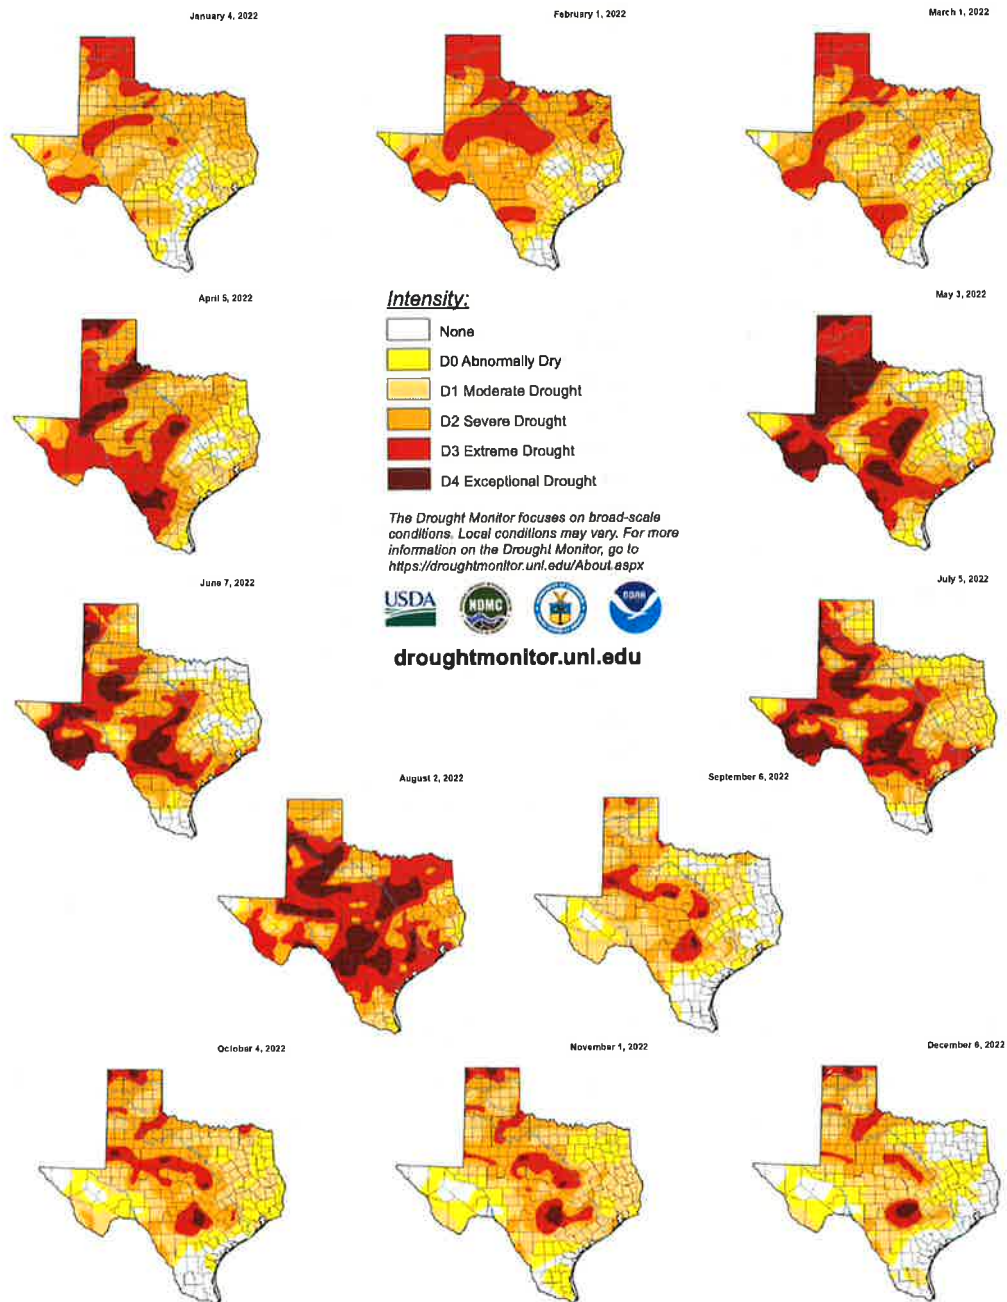 January 4, 2022
February 1, 2022
March 1, 2022
April 5, 2022
May 3, 2022
Intensity:
None
D0 Abnormally Dry
D1 Moderate Drought
D2 Severe Drought
D3 Extreme Drought
D4 Exceptional Drought
The Drought Monitor focuses on broad-scale
conditions. Local conditions may vary. For more
information on the Drought Monitor, go to
https://droughtmonitor.unl.edu/About.aspx
June 7, 2022
July 5, 2022
USDA
NDMC
NOAA
droughtmonitor.unl.edu
August 2, 2022
September 6, 2022
October 4, 2022
November 1, 2022
December 6, 2022